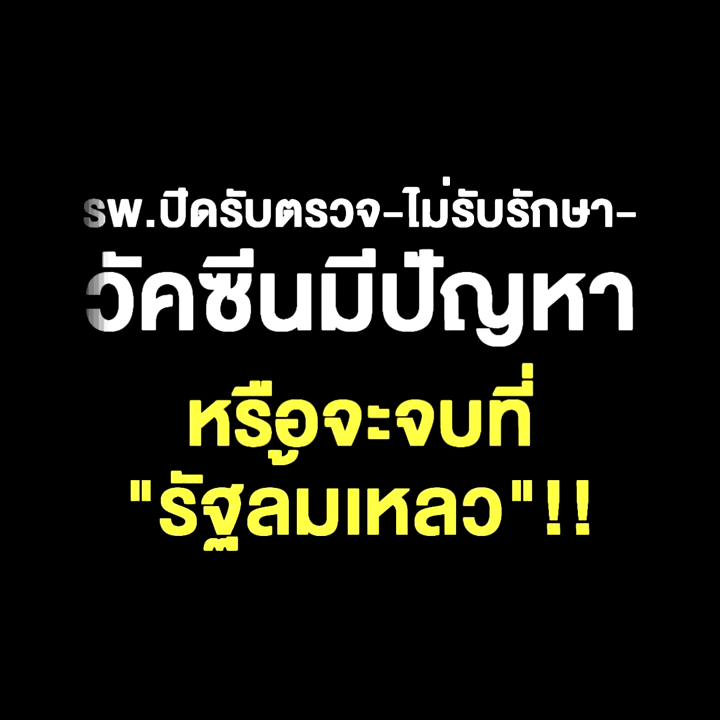 รพ.ปิดรับตรวจ-ไม่รับรักษา-
วัคซีนมีปัญหา
หรือจะจบที่
"รัฐล้มเหลว"!!